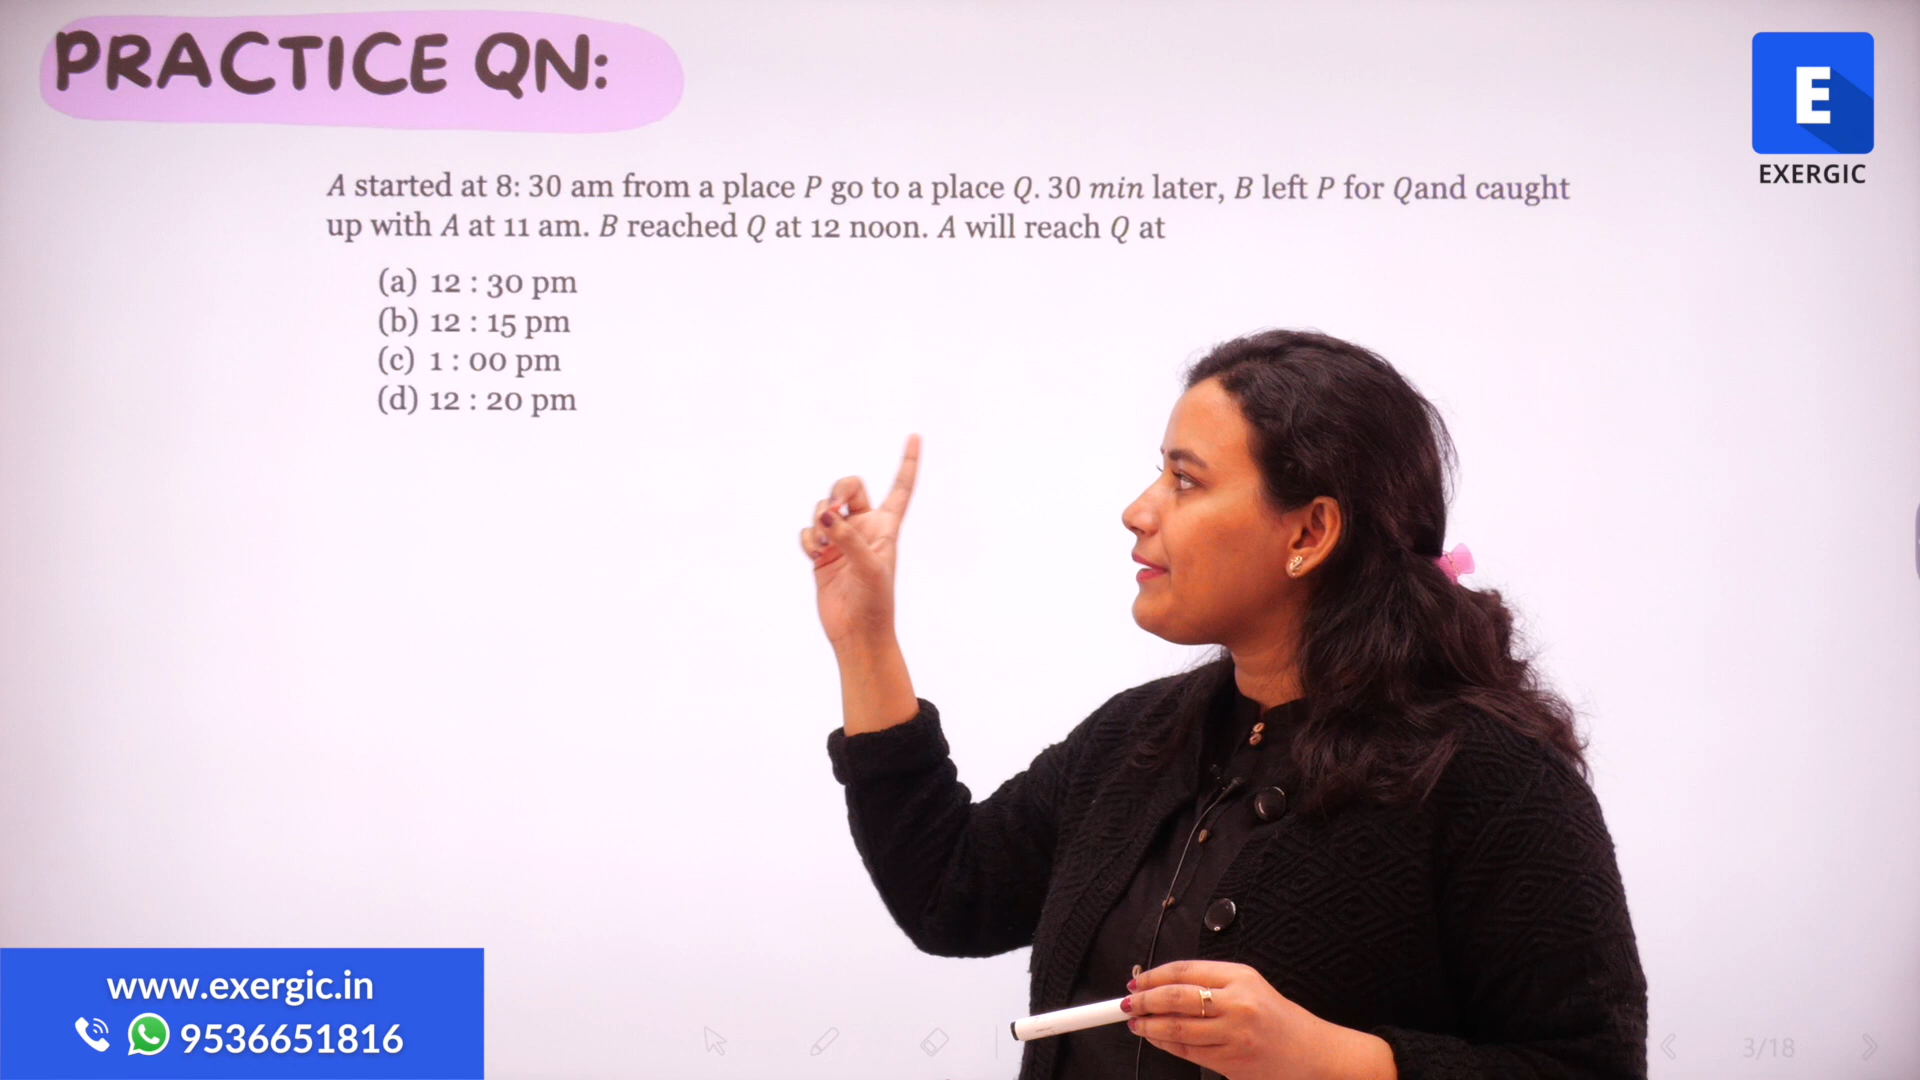 PRACTICE QN:
E
EXERGIC
A started at 8: 30 am from a place P go to a place Q. 30 min later, B left P for Qand caught
up with A at 11 am. B reached Q at 12 noon. A will reach Q at
(a) 12 : 30 pm
(b) 12 : 15 pm
(c) 1 : 00 pm
(d) 12 : 20 pm
www.exergic.in
9536651816
3/18